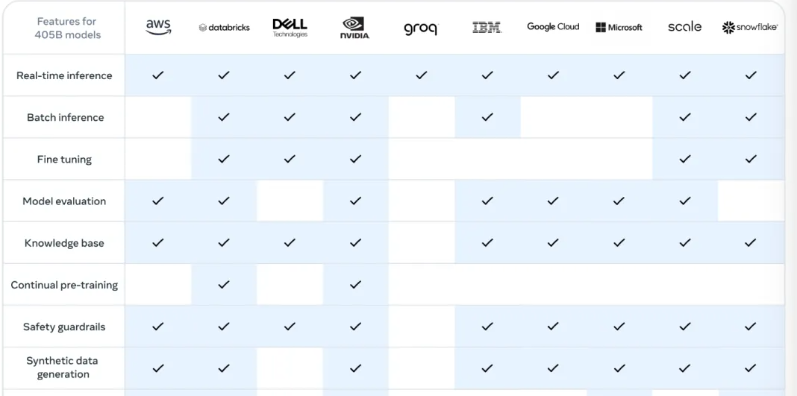 Features for
405B models
aws
databricks
DELL
Technologies
NVIDIA
groq
IBM
Google Cloud
Microsoft
scale
snowflake
Real-time inference ✓ ✓ ✓ ✓ ✓ ✓ ✓ ✓ ✓ ✓
Batch inference ✓ ✓ ✓ ✓ ✓ ✓
Fine tuning ✓ ✓ ✓ ✓ ✓
Model evaluation ✓ ✓ ✓ ✓ ✓ ✓ ✓
Knowledge base ✓ ✓ ✓ ✓ ✓ ✓ ✓ ✓ ✓
Continual pre-training ✓ ✓
Safety guardrails ✓ ✓ ✓ ✓ ✓ ✓ ✓ ✓ ✓
Synthetic data
generation ✓ ✓ ✓ ✓ ✓ ✓ ✓ ✓